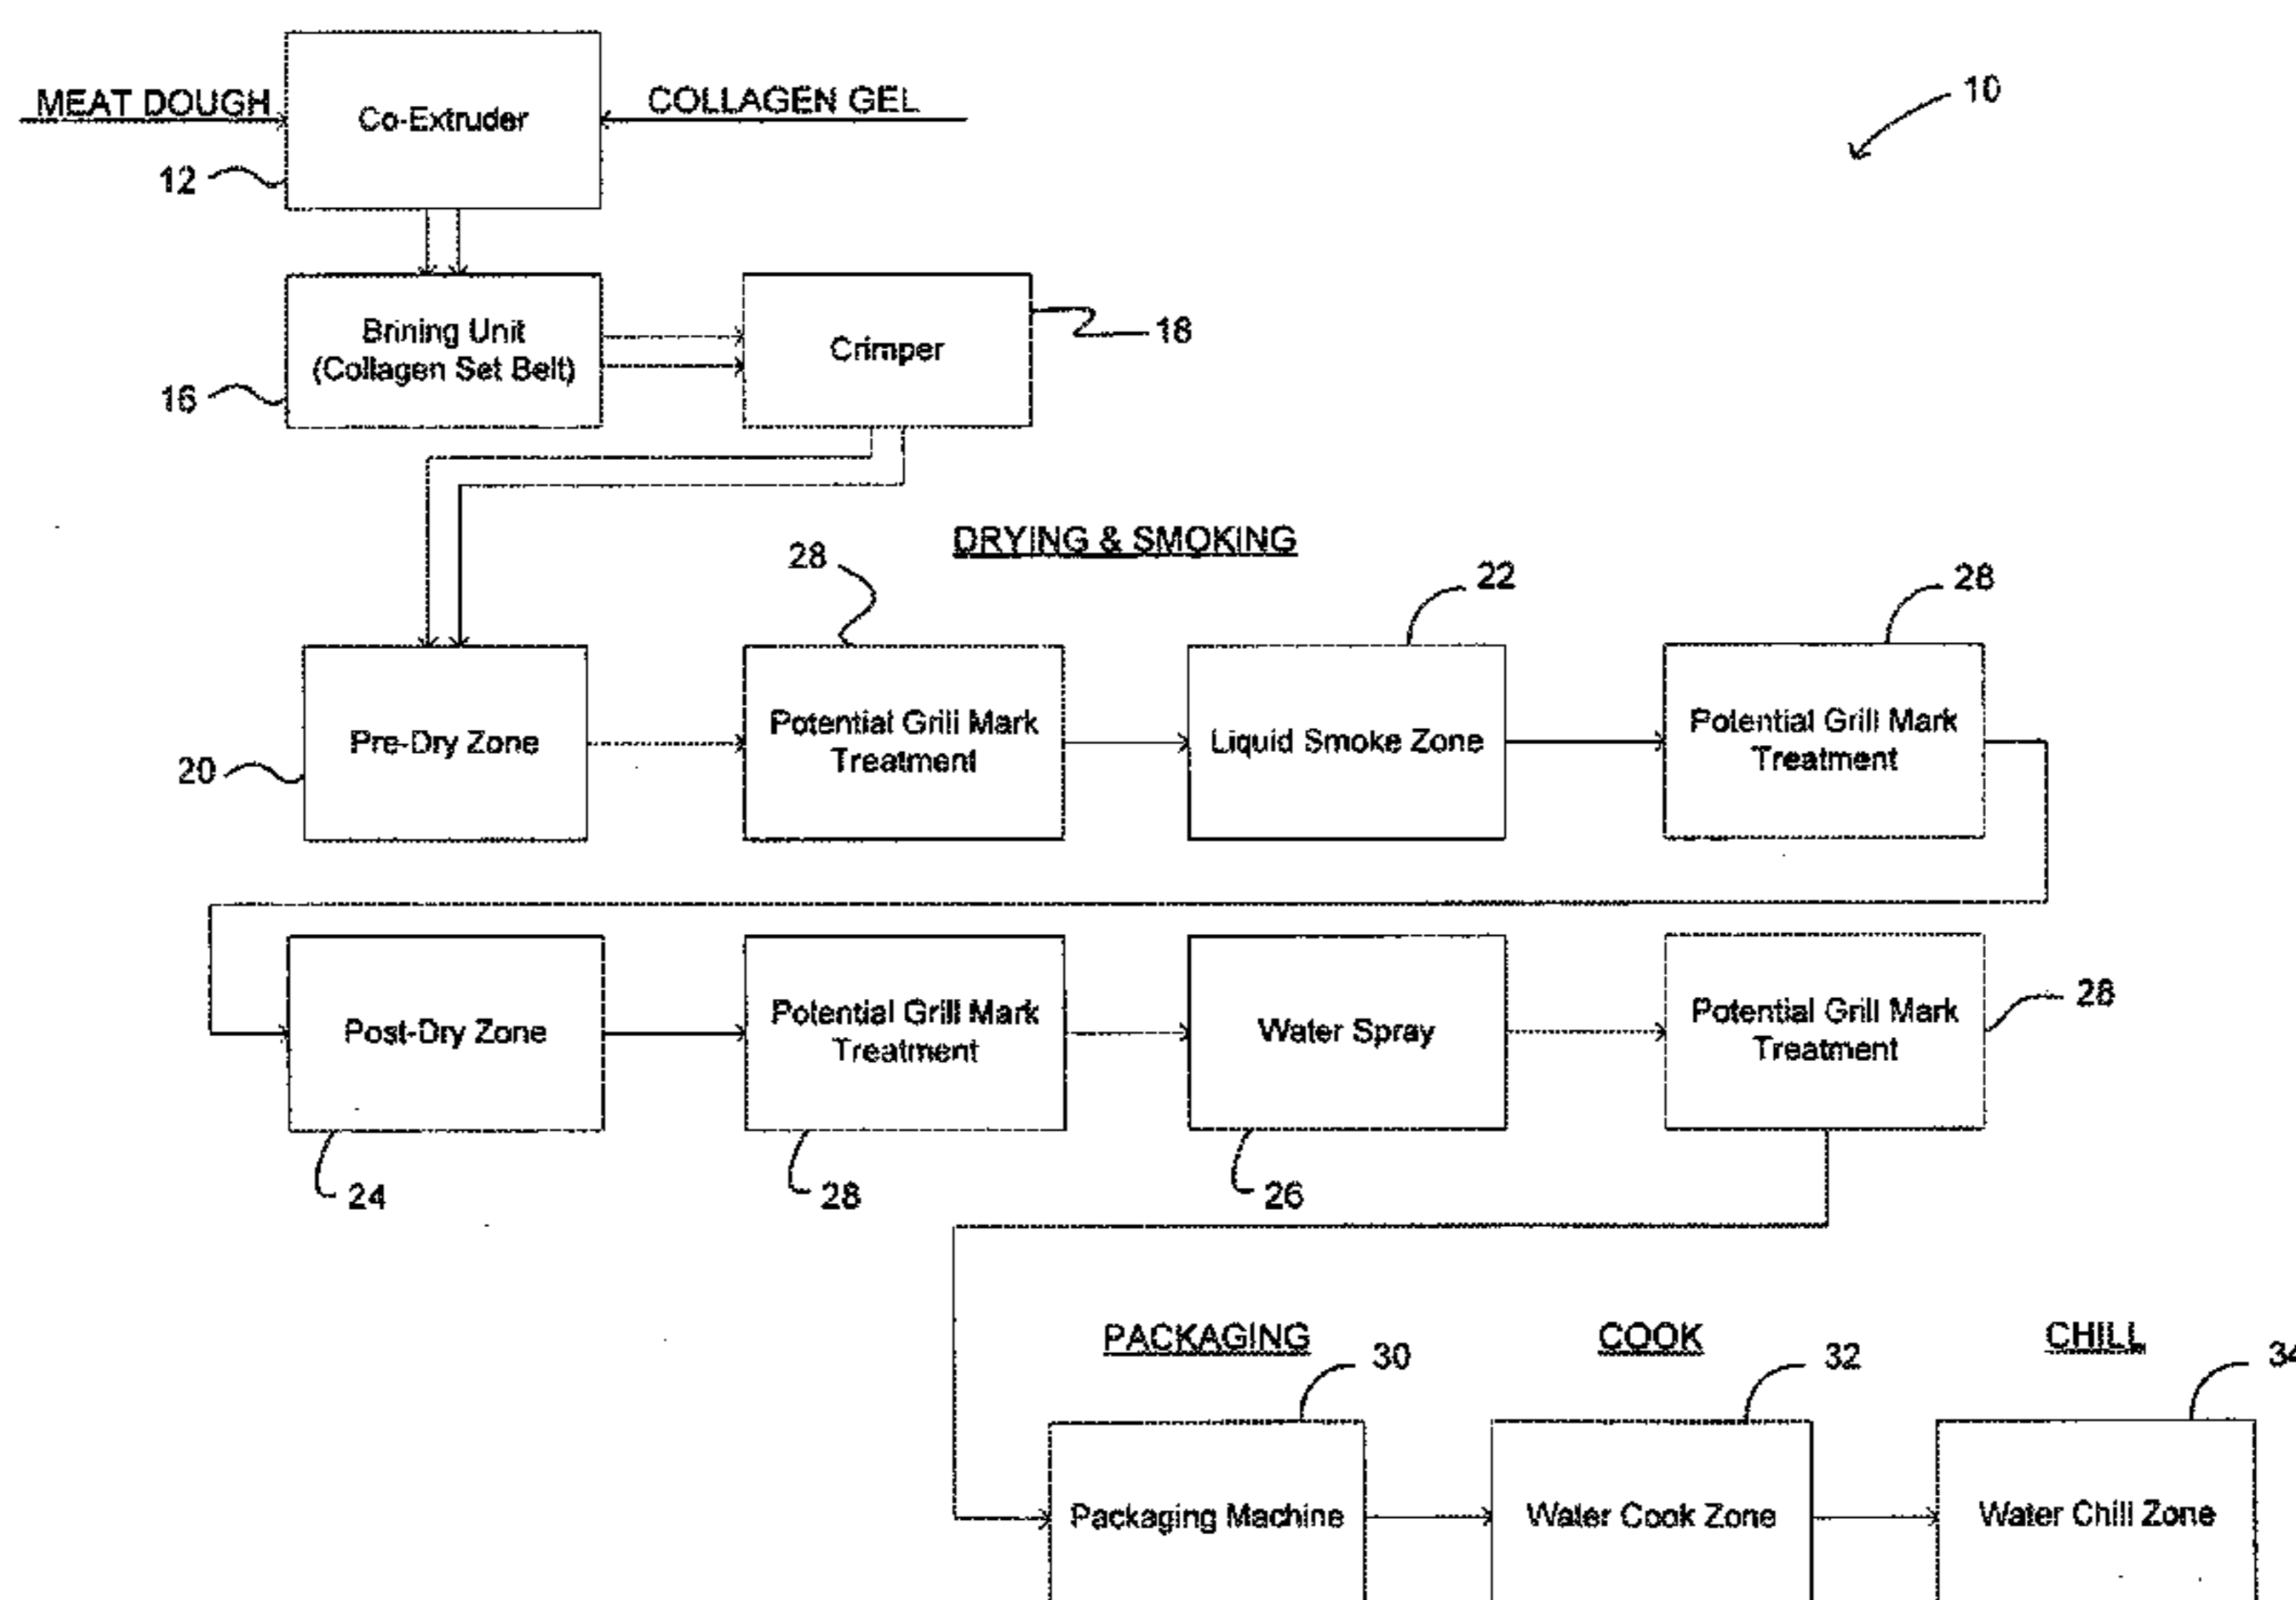 MEAT DOUGH
Co-Extruder
COLLAGEN GEL
10
12
Brining Unit
(Collagen Set Belt)
16
Crimper
18
DRYING & SMOKING
28
22
28
Pre-Dry Zone
20
Potential Grill Mark
Treatment
Liquid Smoke Zone
Potential Grill Mark
Treatment
Post-Dry Zone
24
Potential Grill Mark
Treatment
28
Water Spray
26
Potential Grill Mark
Treatment
28
PACKAGING
30
COOK
32
CHILL
34
Packaging Machine
Water Cook Zone
Water Chill Zone